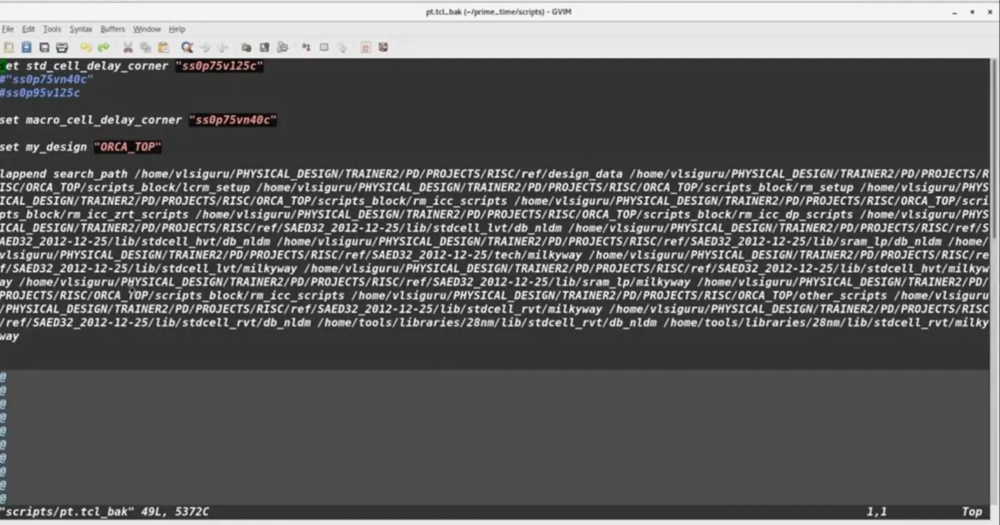 pt.tcl_bak (~/prime_time/scripts) - GVIM
File Edit Tools Syntax Buffers Window Help
set std_cell_delay_corner "ss0p75v125c"
#"ss0p75vn40c"
#ss0p95v125c
set macro_cell_delay_corner "ss0p75vn40c"
set my_design "ORCA_TOP"
lappend search_path /home/vlsiguru/PHYSICAL_DESIGN/TRAINER2/PD/PROJECTS/RISC/ref/design_data /home/vlsiguru/PHYSICAL_DESIGN/TRAINER2/PD/PROJECTS/R
ISC/ORCA_TOP/scripts_block/lcrm_setup /home/vlsiguru/PHYSICAL_DESIGN/TRAINER2/PD/PROJECTS/RISC/ORCA_TOP/scripts_block/rm_setup /home/vlsiguru/PHYS
ICAL_DESIGN/TRAINER2/PD/PROJECTS/RISC/ORCA_TOP/scripts_block/rm_icc_scripts /home/vlsiguru/PHYSICAL_DESIGN/TRAINER2/PD/PROJECTS/RISC/ORCA_TOP/scri
pts_block/rm_icc_zrt_scripts /home/vlsiguru/PHYSICAL_DESIGN/TRAINER2/PD/PROJECTS/RISC/ORCA_TOP/scripts_block/rm_icc_dp_scripts /home/vlsiguru/PHYS
ICAL_DESIGN/TRAINER2/PD/PROJECTS/RISC/ref/SAED32_2012-12-25/lib/stdcell_lvt/db_nldm /home/vlsiguru/PHYSICAL_DESIGN/TRAINER2/PD/PROJECTS/RISC/ref/S
AED32_2012-12-25/lib/stdcell_hvt/db_nldm /home/vlsiguru/PHYSICAL_DESIGN/TRAINER2/PD/PROJECTS/RISC/ref/SAED32_2012-12-25/lib/sram_lp/db_nldm /home/
vlsiguru/PHYSICAL_DESIGN/TRAINER2/PD/PROJECTS/RISC/ref/SAED32_2012-12-25/tech/milkyway /home/vlsiguru/PHYSICAL_DESIGN/TRAINER2/PD/PROJECTS/RISC/re
f/SAED32_2012-12-25/lib/stdcell_lvt/milkyway /home/vlsiguru/PHYSICAL_DESIGN/TRAINER2/PD/PROJECTS/RISC/ref/SAED32_2012-12-25/lib/stdcell_hvt/milkyw
ay /home/vlsiguru/PHYSICAL_DESIGN/TRAINER2/PD/PROJECTS/RISC/ref/SAED32_2012-12-25/lib/sram_lp/milkyway /home/vlsiguru/PHYSICAL_DESIGN/TRAINER2/PD/
PROJECTS/RISC/ORCA_TOP/scripts_block/rm_icc_scripts /home/vlsiguru/PHYSICAL_DESIGN/TRAINER2/PD/PROJECTS/RISC/ORCA_TOP/other_scripts /home/vlsiguru
/PHYSICAL_DESIGN/TRAINER2/PD/PROJECTS/RISC/ref/SAED32_2012-12-25/lib/stdcell_rvt/milkyway /home/vlsiguru/PHYSICAL_DESIGN/TRAINER2/PD/PROJECTS/RISC
/ref/SAED32_2012-12-25/lib/stdcell_rvt/db_nldm /home/tools/libraries/28nm/lib/stdcell_rvt/db_nldm /home/tools/libraries/28nm/lib/stdcell_rvt/milky
way
@
@
@
@
@
@
@
@
@
@
"scripts/pt.tcl_bak" 49L, 5372C 1,1 Top